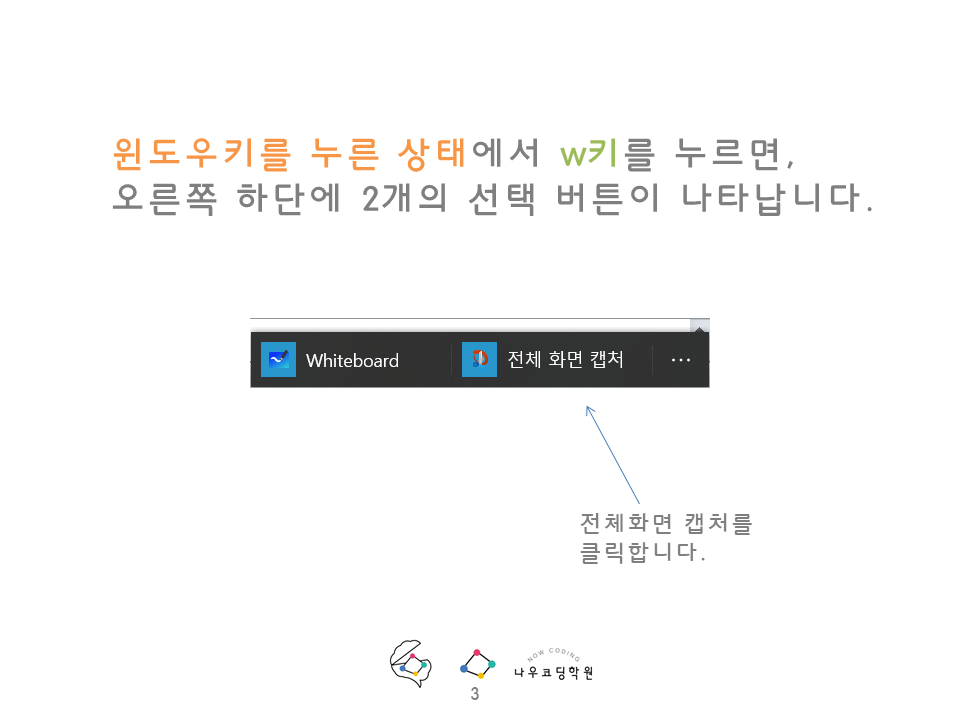 윈도우키를 누른 상태에서 w키를 누르면,
오른쪽 하단에 2개의 선택 버튼이 나타납니다.
Whiteboard
전체 화면 캡처
...
전체화면 캡처를
클릭합니다.
NOW CODING
나우코딩학원
3